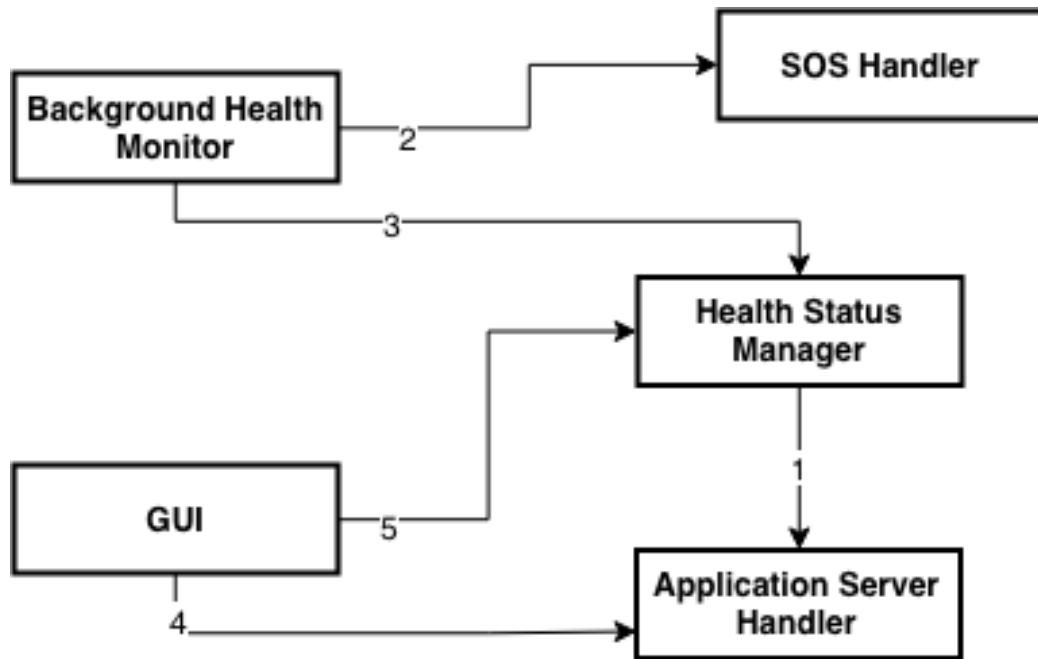 SOS Handler
Background Health
Monitor
2
3
Health Status
Manager
5
1
GUI
4
Application Server
Handler